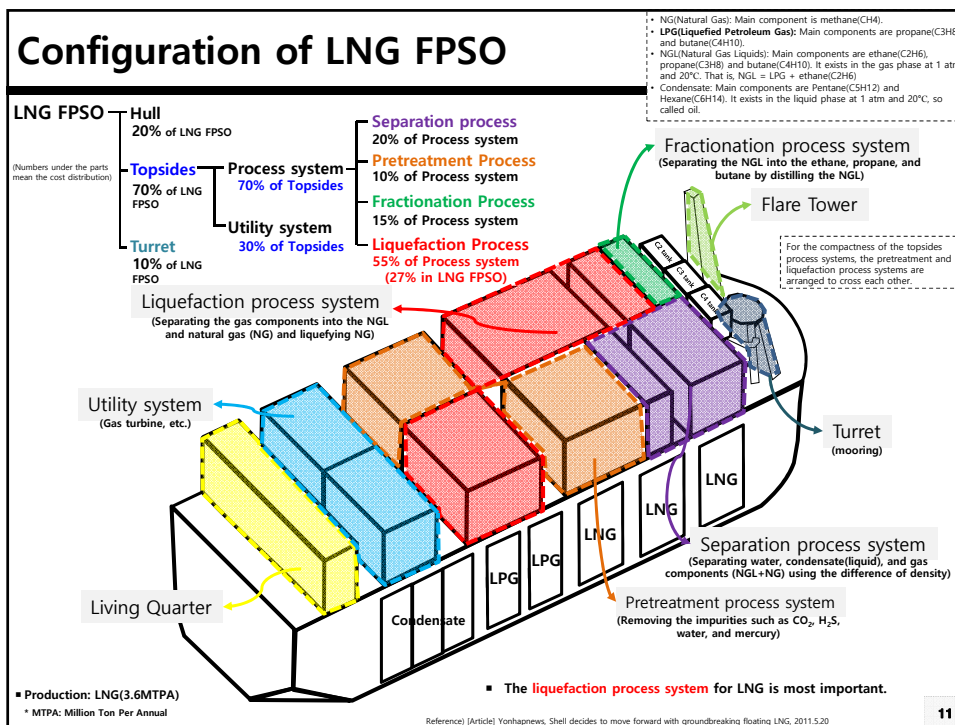 Configuration of LNG FPSO
• NG(Natural Gas): Main component is methane(CH4).
• LPG(Liquefied Petroleum Gas): Main components are propane(C3H8
and butane(C4H10).
• NGL(Natural Gas Liquids): Main components are ethane(C2H6),
propane(C3H8) and butane(C4H10). It exists in the gas phase at 1 atm
and 20℃. That is, NGL = LPG + ethane(C2H6)
• Condensate: Main components are Pentane(C5H12) and
Hexane(C6H14). It exists in the liquid phase at 1 atm and 20℃, so
called oil.
LNG FPSO
(Numbers under the parts
mean the cost distribution)
Hull
20% of LNG FPSO
Topsides
70% of LNG
FPSO
Turret
10% of LNG
FPSO
Process system
70% of Topsides
Utility system
30% of Topsides
Separation process
20% of Process system
Pretreatment Process
10% of Process system
Fractionation Process
15% of Process system
Liquefaction Process
55% of Process system
(27% in LNG FPSO)
Fractionation process system
(Separating the NGL into the ethane, propane, and
butane by distilling the NGL)
Flare Tower
For the compactness of the topsides
process systems, the pretreatment and
liquefaction process systems are
arranged to cross each other.
C2 tank
C3 tank
C4 tank
Liquefaction process system
(Separating the gas components into the NGL
and natural gas (NG) and liquefying NG)
Utility system
(Gas turbine, etc.)
Turret
(mooring)
LNG
LNG
LNG
LPG
LPG
Condensate
Separation process system
(Separating water, condensate(liquid), and gas
components (NGL+NG) using the difference of density)
Living Quarter
Pretreatment process system
(Removing the impurities such as CO2, H2S,
water, and mercury)
▪ Production: LNG(3.6MTPA)
* MTPA: Million Ton Per Annual
▪ The liquefaction process system for LNG is most important.
Reference) [Article] Yonhapnews, Shell decides to move forward with groundbreaking floating LNG, 2011.5.20
11